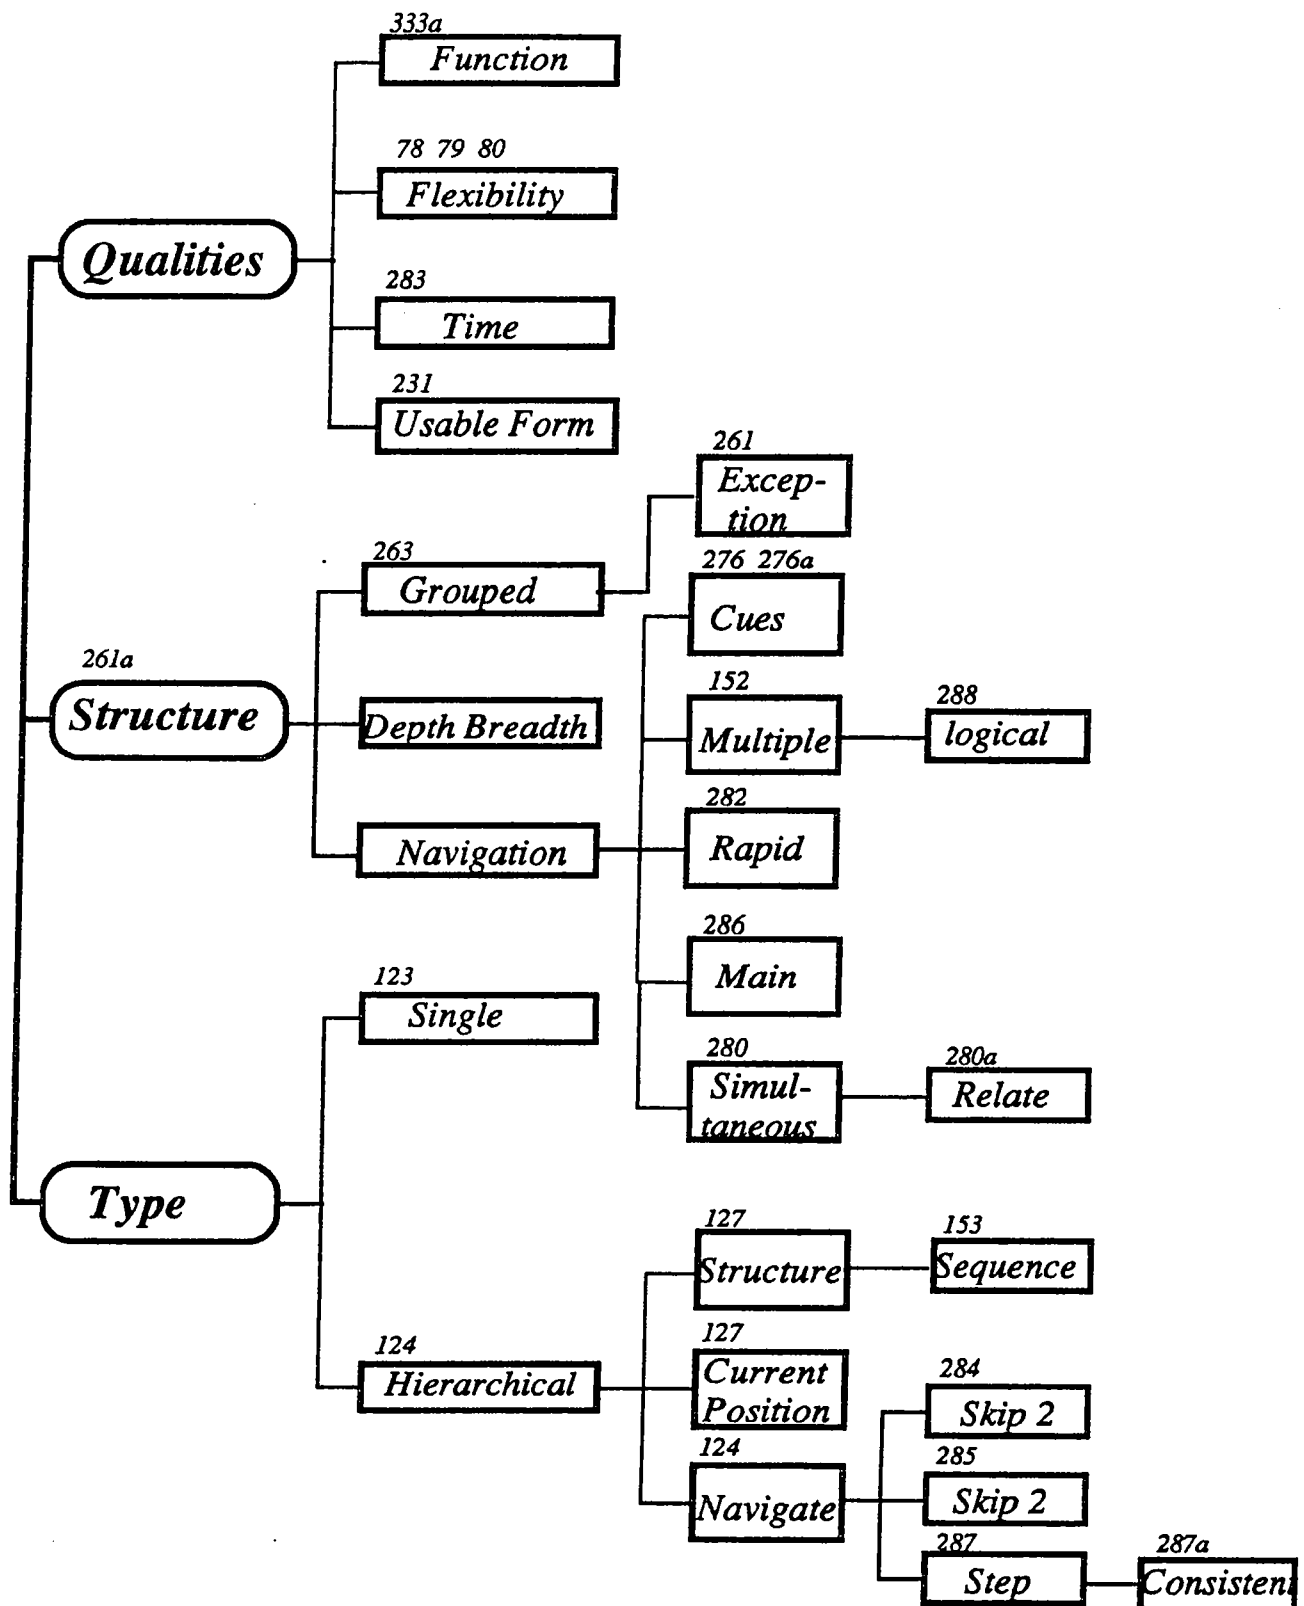 333a
Function
78 79 80
Flexibility
Qualities
283
Time
231
Usable Form
261
Excep-
tion
263
Grouped
276 276a
Cues
261a
Structure
Depth Breadth
152
Multiple
288
logical
Navigation
282
Rapid
286
Main
123
Single
280
Simul-
taneous
280a
Relate
Type
127
Structure
153
Sequence
124
Hierarchical
127
Current
Position
124
Navigate
284
Skip 2
285
Skip 2
287
Step
287a
Consistent